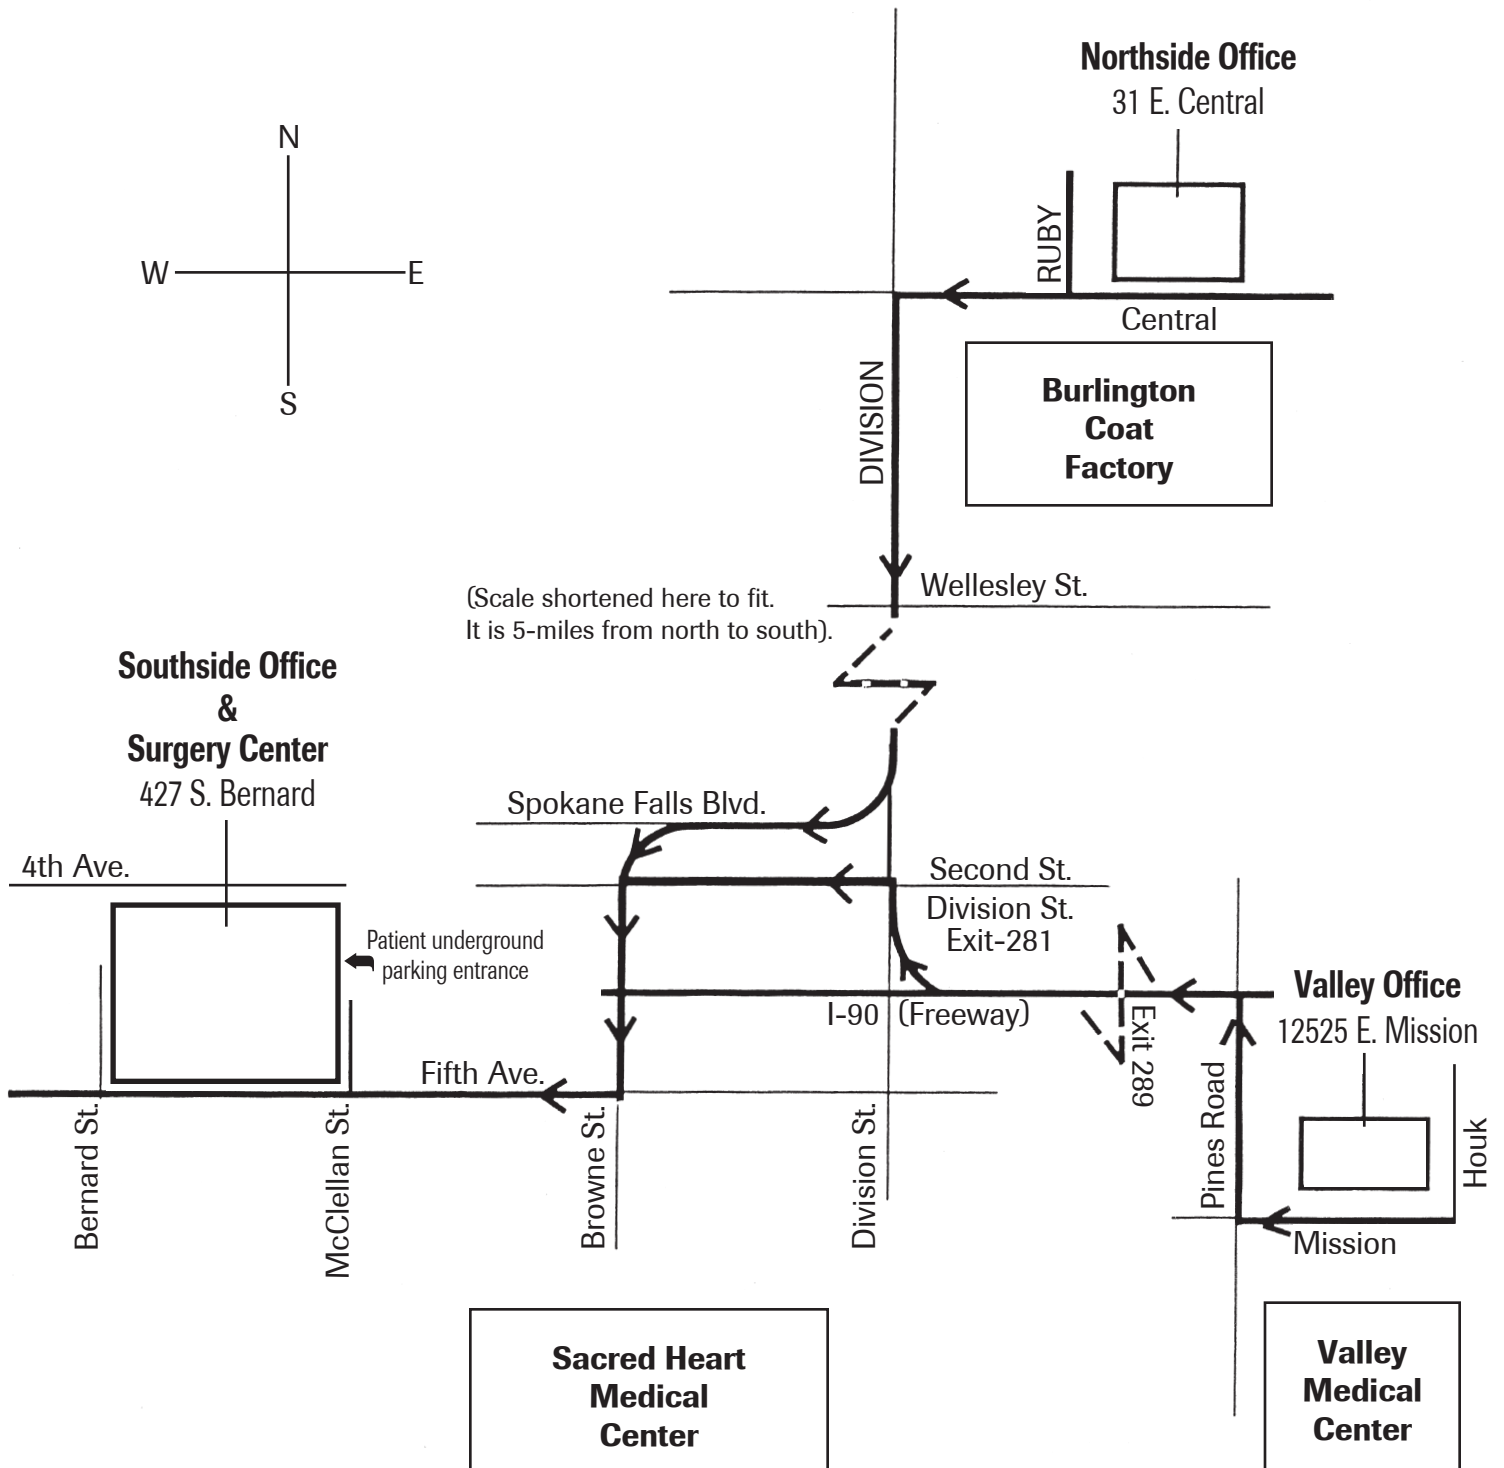 Northside Office
31 E. Central
N
W
E
S
RUBY
Central
Burlington
Coat
Factory
DIVISION
Wellesley St.
(Scale shortened here to fit.
It is 5-miles from north to south).
Southside Office
&
Surgery Center
427 S. Bernard
Spokane Falls Blvd.
4th Ave.
Second St.
Division St.
Exit-281
Patient underground
parking entrance
I-90 (Freeway)
Exit 289
Valley Office
12525 E. Mission
Fifth Ave.
Bernard St.
McClellan St.
Browne St.
Division St.
Pines Road
Houk
Mission
Sacred Heart
Medical
Center
Valley
Medical
Center